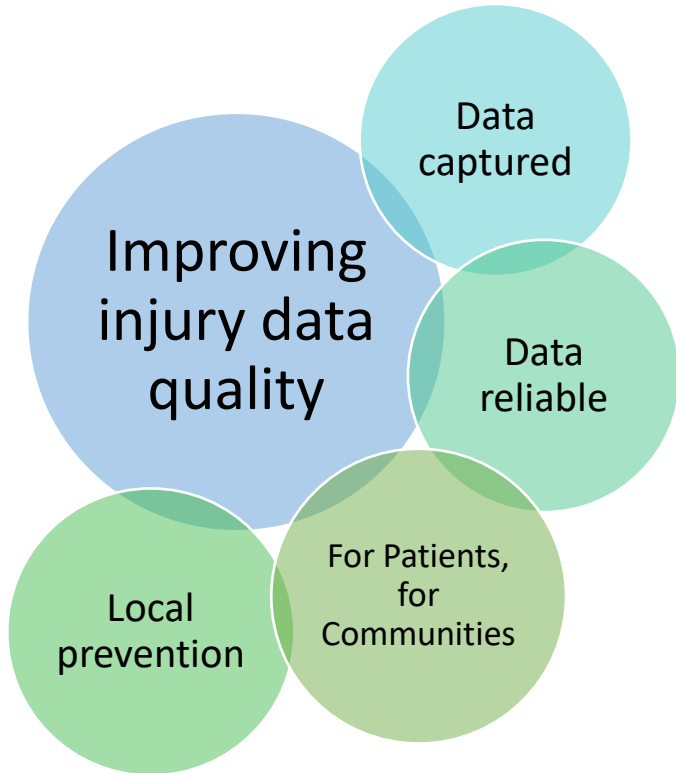 Data
captured
Improving
injury data
quality
Data
reliable
For Patients,
for
Communities
Local
prevention